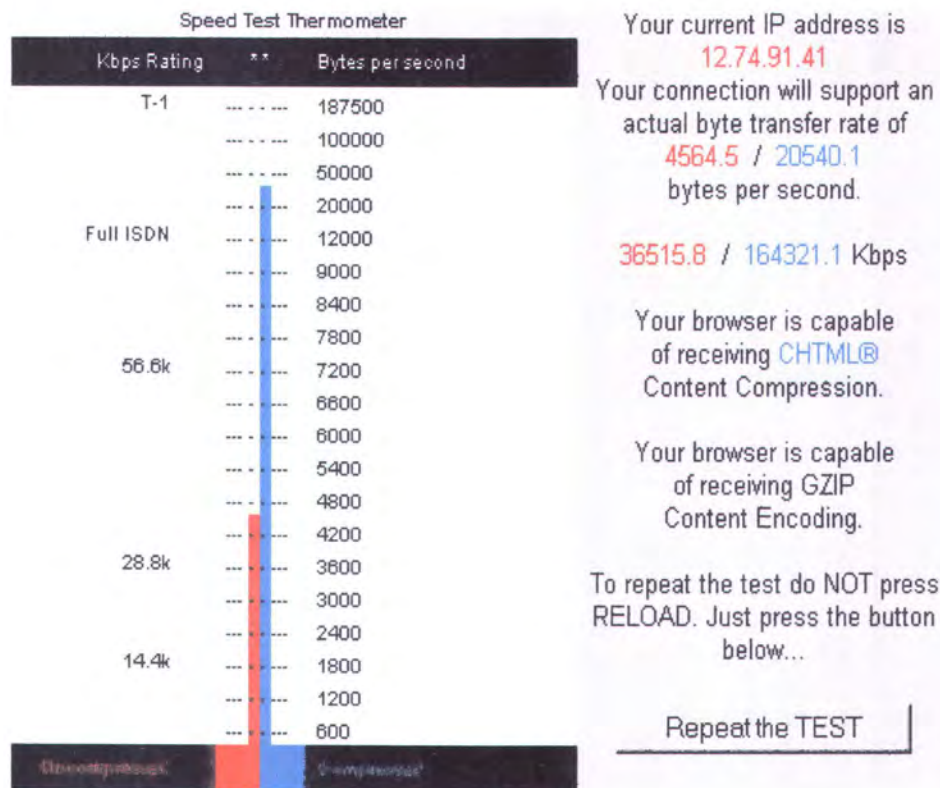 Speed Test Thermometer
Kbps Rating ** Bytes per second
T-1 --- - - --- 187500
--- - - --- 100000
--- - - --- 50000
--- - --- 20000
Full ISDN --- - --- 12000
--- - --- 9000
--- - --- 8400
--- - --- 7800
56.6k --- - --- 7200
--- - --- 6600
--- - --- 6000
--- - --- 5400
--- - --- 4800
--- --- 4200
28.8k --- --- 3600
--- --- 3000
--- --- 2400
14.4k --- --- 1800
--- --- 1200
--- --- 600
Uncompressed Compressed
Your current IP address is
12.74.91.41
Your connection will support an
actual byte transfer rate of
4564.5 / 20540.1
bytes per second.
36515.8 / 164321.1 Kbps
Your browser is capable
of receiving CHTML®
Content Compression.
Your browser is capable
of receiving GZIP
Content Encoding.
To repeat the test do NOT press
RELOAD. Just press the button
below...
Repeat the TEST